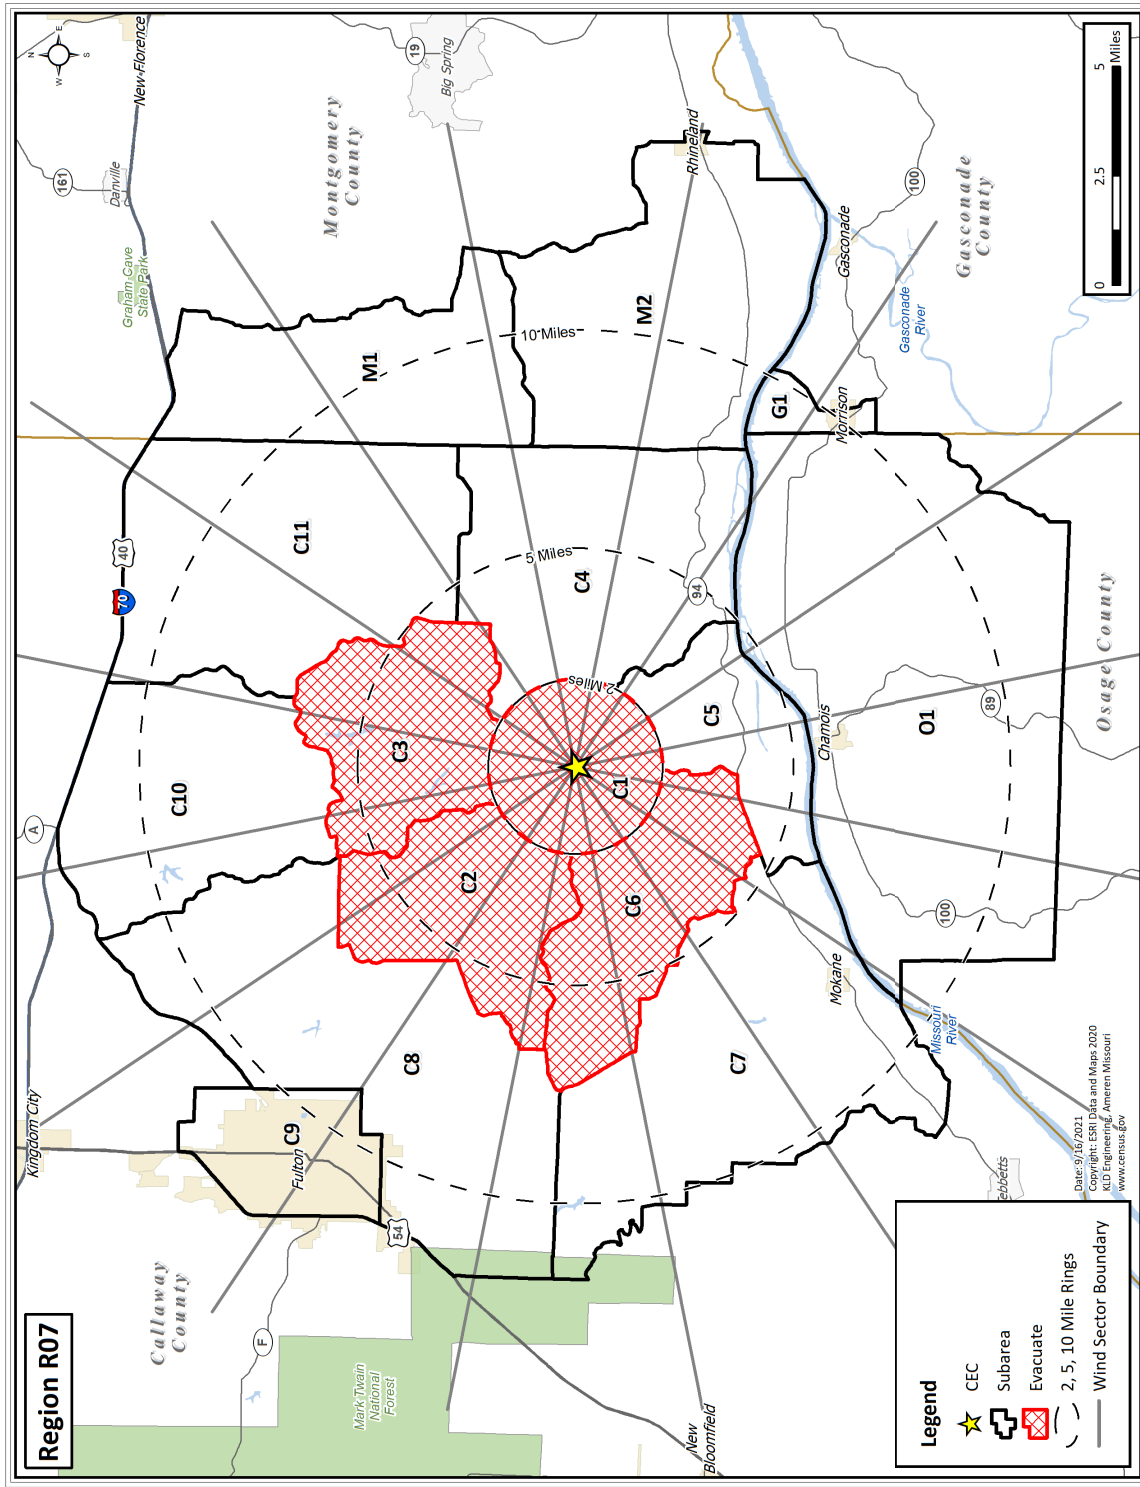 Region R07
N
E
S
W
Callaway
County
Montgomery
County
Gasconade
County
Osage County
Kingdom City
A
40
70
161
Danville
New Florence
Graham Cave
State Park
19
Big Spring
F
C9
Fulton
54
Mark Twain
National
Forest
New
Bloomfield
C10
C11
M1
10 Miles
M2
Rhineland
C8
C2
C3
5 Miles
C4
2 Miles
C1
C6
C5
94
C7
G1
Morrison
Gasconade
Gasconade
River
100
Mokane
Chamois
O1
89
100
Missouri
River
Tebbetts
0
2.5
5
Miles
Date: 9/16/2021
Copyright: ESRI Data and Maps 2020
KLD Engineering, Ameren Missouri
www.census.gov
Legend
CEC
Subarea
Evacuate
2, 5, 10 Mile Rings
Wind Sector Boundary